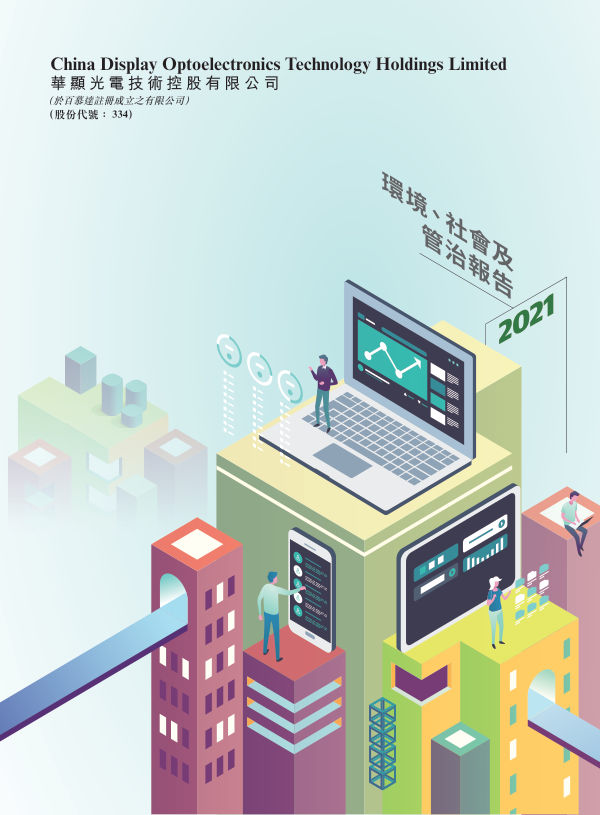 China Display Optoelectronics Technology Holdings Limited
華顯光電技術控股有限公司
(於百慕達註冊成立之有限公司)
(股份代號： 334)
環境、社會及
管治報告
2021